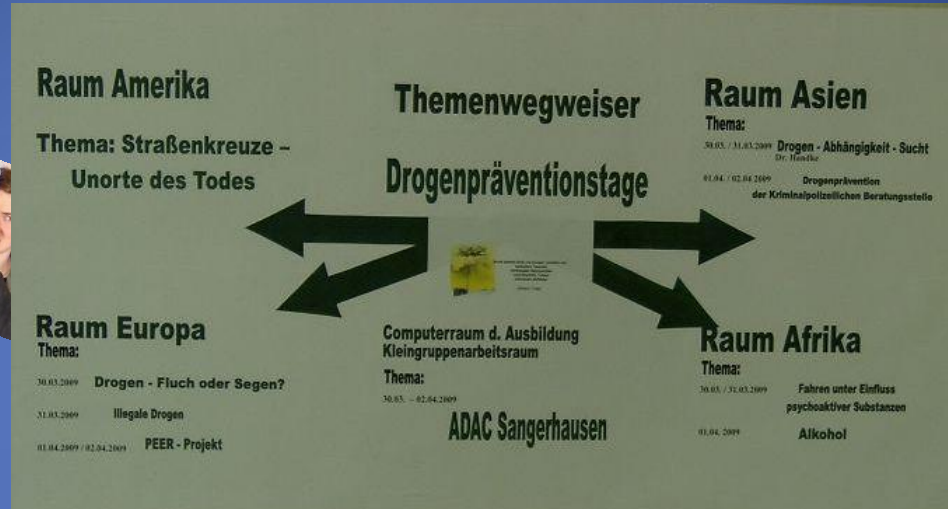 Raum Amerika
Thema: Straßenkreuze –
Unorte des Todes
Themenwegweiser
Drogenpräventionstage
Raum Asien
Thema:
30.03. / 31.03.2009 Drogen - Abhängigkeit - Sucht
Dr. Handke
01.04. / 02.04 2009 Drogenprävention
der Kriminalpolizeilichen Beratungsstelle
Raum Europa
Thema:
30.03.2009 Drogen - Fluch oder Segen?
31.03.2009 Illegale Drogen
01.04.2009 / 02.04.2009 PEER - Projekt
Computerraum d. Ausbildung
Kleingruppenarbeitsraum
Thema:
30.03. – 02.04.2009
ADAC Sangerhausen
Raum Afrika
Thema:
30.03. / 31.03.2009 Fahren unter Einfluss
psychoaktiver Substanzen
01.04. 2009 Alkohol